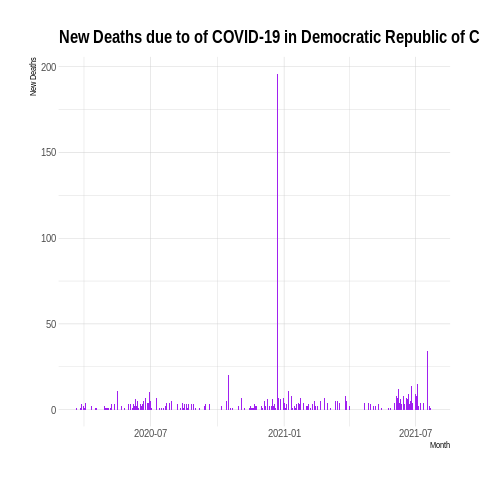 New Deaths due to of COVID-19 in Democratic Republic of C
New Deaths
200
150
100
50
0
2020-07
2021-01
2021-07
Month